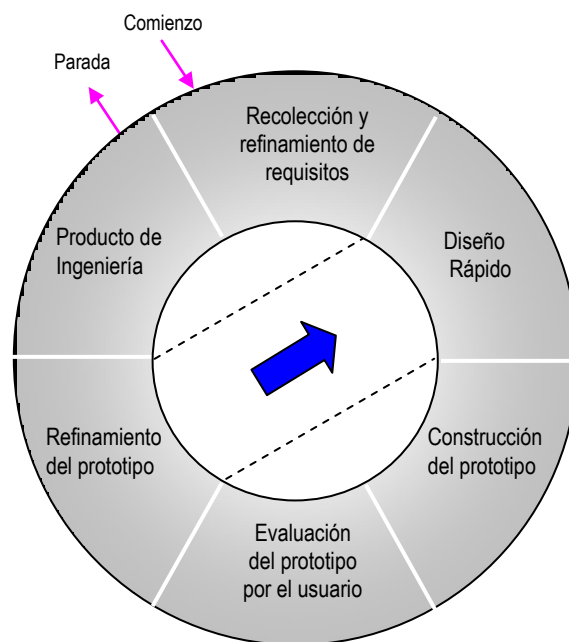 Comienzo
Parada
Recolección y
refinamiento de
requisitos
Diseño
Rápido
Construcción
del prototipo
Evaluación
del prototipo
por el usuario
Refinamiento
del prototipo
Producto de
Ingeniería